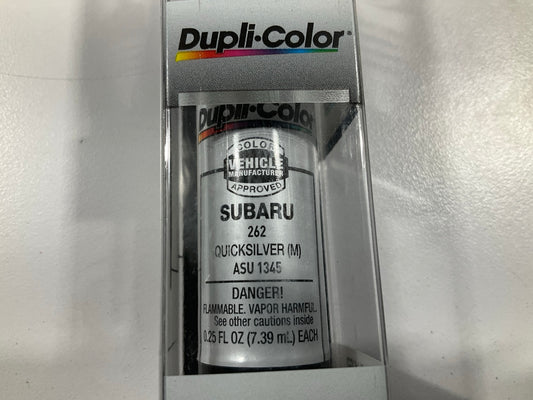 Dupli-Color®
Dupli-Color
COLOR
VEHICLE
MANUFACTURER
APPROVED
SUBARU
262
QUICKSILVER (M)
ASU 1345
DANGER!
FLAMMABLE. VAPOR HARMFUL.
See other cautions inside
0.25 FL OZ (7.39 mL) EACH